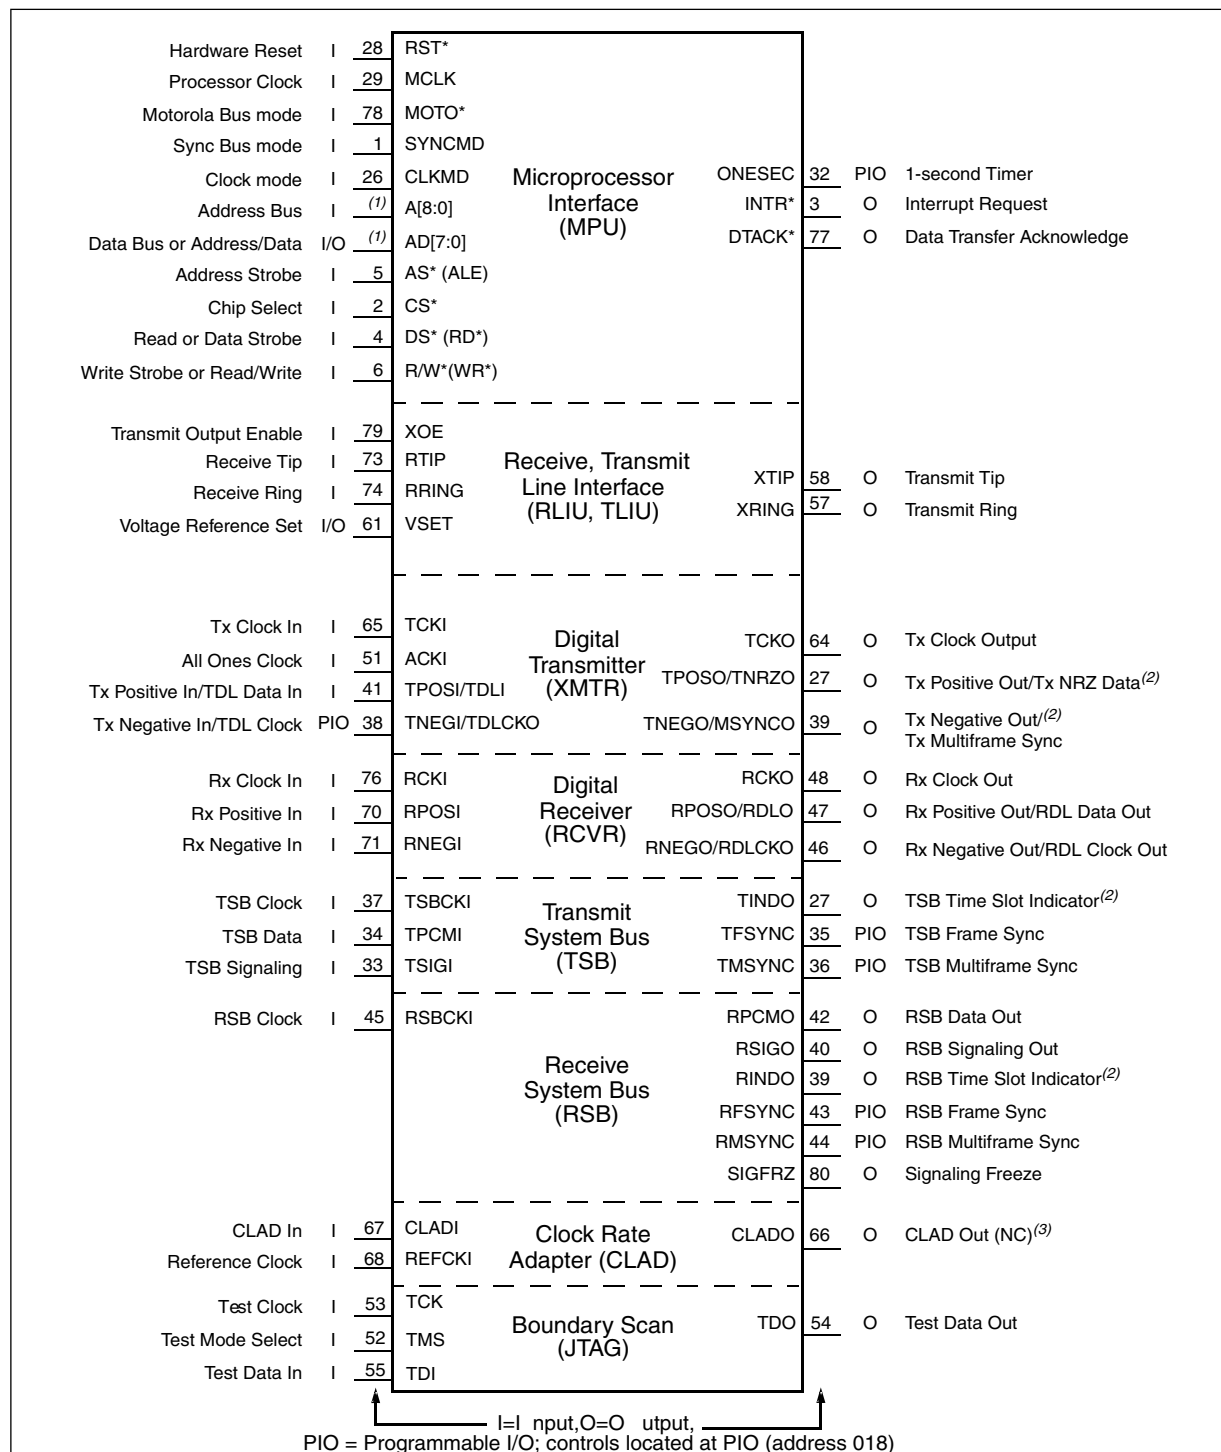 Hardware Reset I 28 RST*
Processor Clock I 29 MCLK
Motorola Bus mode I 78 MOTO*
Sync Bus mode I 1 SYNCMD
Clock mode I 26 CLKMD
Address Bus I (1) A[8:0]
Data Bus or Address/Data I/O (1) AD[7:0]
Address Strobe I 5 AS* (ALE)
Chip Select I 2 CS*
Read or Data Strobe I 4 DS* (RD*)
Write Strobe or Read/Write I 6 R/W*(WR*)
Microprocessor
Interface
(MPU)
ONESEC 32 PIO 1-second Timer
INTR* 3 O Interrupt Request
DTACK* 77 O Data Transfer Acknowledge
Transmit Output Enable I 79 XOE
Receive Tip I 73 RTIP
Receive Ring I 74 RRING
Voltage Reference Set I/O 61 VSET
Receive, Transmit
Line Interface
(RLIU, TLIU)
XTIP 58 O Transmit Tip
XRING 57 O Transmit Ring
Tx Clock In I 65 TCKI
All Ones Clock I 51 ACKI
Tx Positive In/TDL Data In I 41 TPOSI/TDLI
Tx Negative In/TDL Clock PIO 38 TNEGI/TDLCKO
Digital
Transmitter
(XMTR)
TCKO 64 O Tx Clock Output
TPOSO/TNRZO 27 O Tx Positive Out/Tx NRZ Data(2)
TNEGO/MSYNCO 39 O Tx Negative Out/(2)
Tx Multiframe Sync
Rx Clock In I 76 RCKI
Rx Positive In I 70 RPOSI
Rx Negative In I 71 RNEGI
Digital
Receiver
(RCVR)
RCKO 48 O Rx Clock Out
RPOSO/RDLO 47 O Rx Positive Out/RDL Data Out
RNEGO/RDLCKO 46 O Rx Negative Out/RDL Clock Out
TSB Clock I 37 TSBCKI
TSB Data I 34 TPCMI
TSB Signaling I 33 TSIGI
Transmit
System Bus
(TSB)
TINDO 27 O TSB Time Slot Indicator(2)
TFSYNC 35 PIO TSB Frame Sync
TMSYNC 36 PIO TSB Multiframe Sync
RSB Clock I 45 RSBCKI
Receive
System Bus
(RSB)
RPCMO 42 O RSB Data Out
RSIGO 40 O RSB Signaling Out
RINDO 39 O RSB Time Slot Indicator(2)
RFSYNC 43 PIO RSB Frame Sync
RMSYNC 44 PIO RSB Multiframe Sync
SIGFRZ 80 O Signaling Freeze
CLAD In I 67 CLADI
Reference Clock I 68 REFCKI
Clock Rate
Adapter (CLAD)
CLADO 66 O CLAD Out (NC)(3)
Test Clock I 53 TCK
Test Mode Select I 52 TMS
Test Data In I 55 TDI
Boundary Scan
(JTAG)
TDO 54 O Test Data Out
I=I nput,O=O utput,
PIO = Programmable I/O; controls located at PIO (address 018)